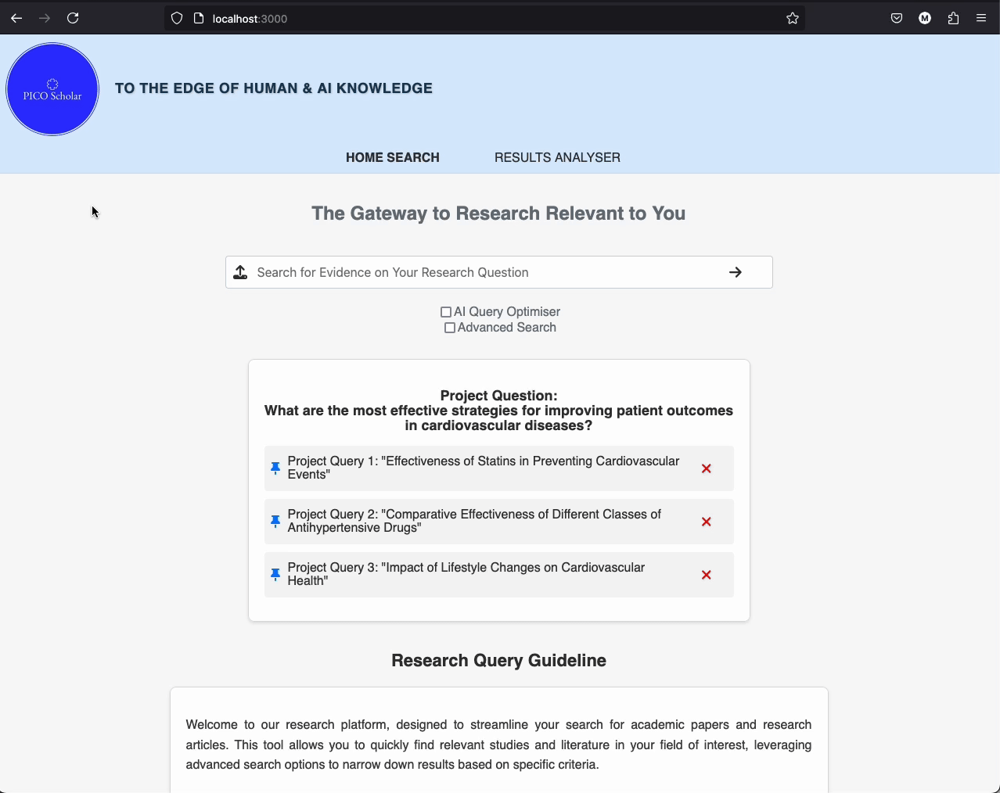 localhost:3000
M
PICO Scholar
TO THE EDGE OF HUMAN & AI KNOWLEDGE
HOME SEARCH
RESULTS ANALYSER
The Gateway to Research Relevant to You
Search for Evidence on Your Research Question
AI Query Optimiser
Advanced Search
Project Question:
What are the most effective strategies for improving patient outcomes
in cardiovascular diseases?
Project Query 1: "Effectiveness of Statins in Preventing Cardiovascular
Events"
Project Query 2: "Comparative Effectiveness of Different Classes of
Antihypertensive Drugs"
Project Query 3: "Impact of Lifestyle Changes on Cardiovascular
Health"
Research Query Guideline
Welcome to our research platform, designed to streamline your search for academic papers and research
articles. This tool allows you to quickly find relevant studies and literature in your field of interest, leveraging
advanced search options to narrow down results based on specific criteria.